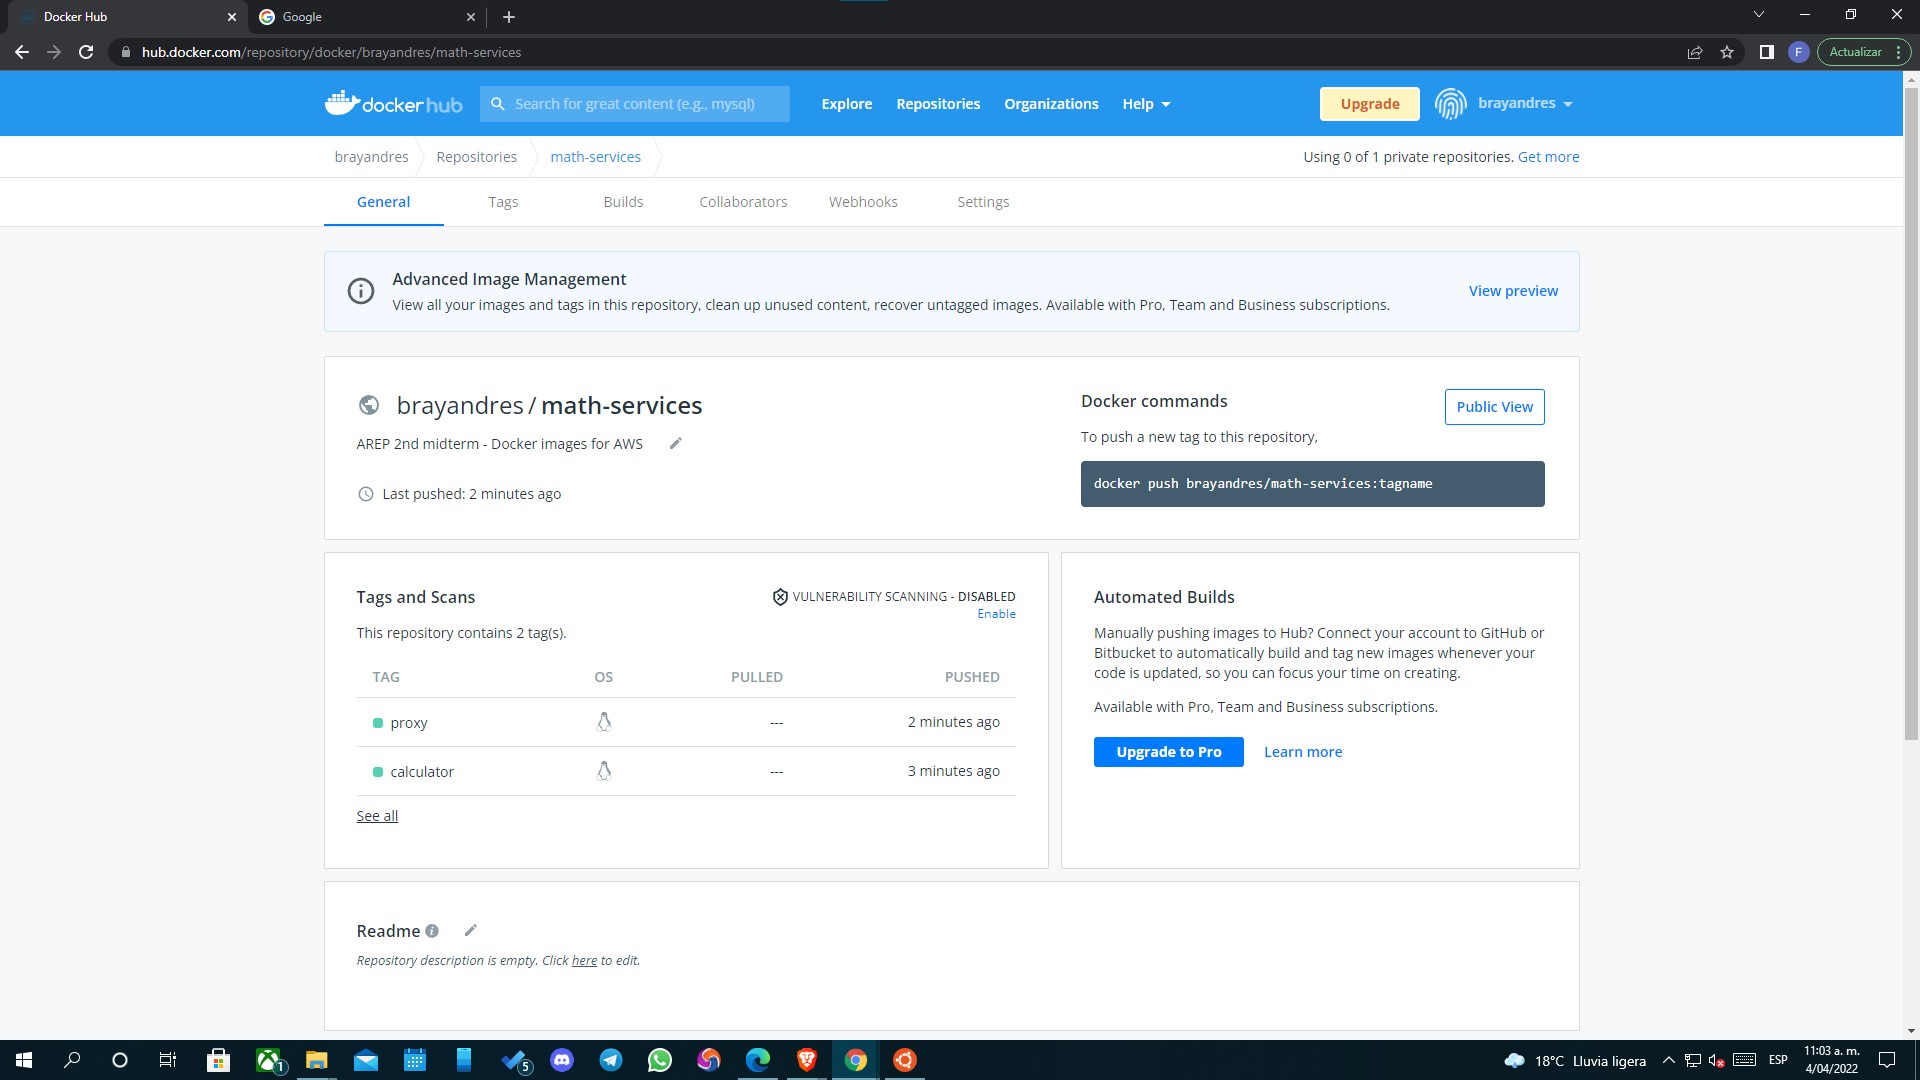 Docker Hub
Google
hub.docker.com/repository/docker/brayandres/math-services
F
Actualizar
docker hub
Search for great content (e.g., mysql)
Explore
Repositories
Organizations
Help
Upgrade
brayandres
brayandres
Repositories
math-services
Using 0 of 1 private repositories. Get more
General
Tags
Builds
Collaborators
Webhooks
Settings
Advanced Image Management
View all your images and tags in this repository, clean up unused content, recover untagged images. Available with Pro, Team and Business subscriptions.
View preview
brayandres / math-services
AREP 2nd midterm - Docker images for AWS
Last pushed: 2 minutes ago
Docker commands
Public View
To push a new tag to this repository,
docker push brayandres/math-services:tagname
Tags and Scans
VULNERABILITY SCANNING - DISABLED
Enable
This repository contains 2 tag(s).
TAG OS PULLED PUSHED
proxy --- 2 minutes ago
calculator --- 3 minutes ago
See all
Automated Builds
Manually pushing images to Hub? Connect your account to GitHub or
Bitbucket to automatically build and tag new images whenever your
code is updated, so you can focus your time on creating.
Available with Pro, Team and Business subscriptions.
Upgrade to Pro
Learn more
Readme
Repository description is empty. Click here to edit.
1
5
18°C Lluvia ligera
ESP
11:03 a. m.
4/04/2022